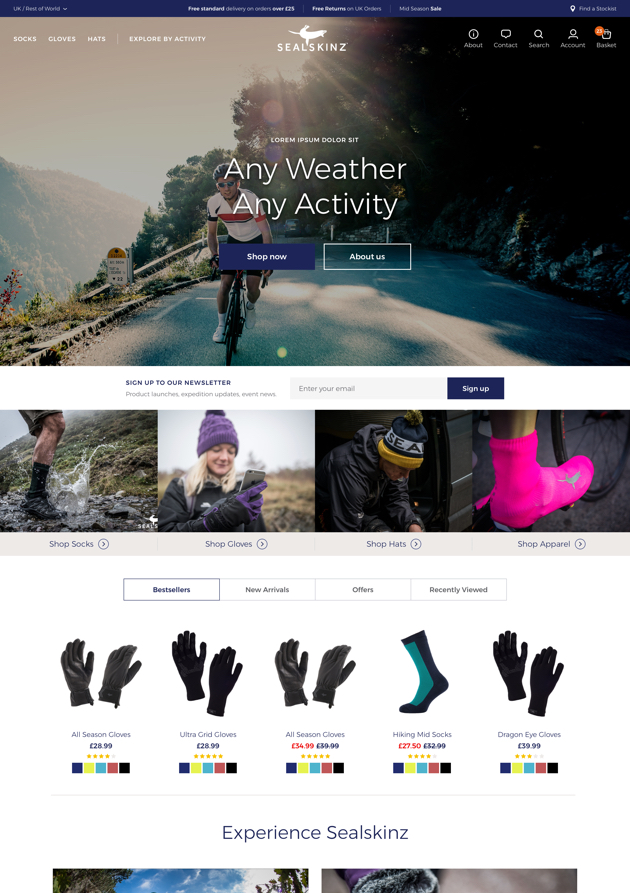 UK / Rest of World
Free standard delivery on orders over £25
Free Returns on UK Orders
Mid Season Sale
Find a Stockist
SOCKS
GLOVES
HATS
EXPLORE BY ACTIVITY
SEALSKINZ
About
Contact
Search
Account
Basket
LOREM IPSUM DOLOR SIT
Any Weather
Any Activity
Shop now
About us
SIGN UP TO OUR NEWSLETTER
Product launches, expedition updates, event news
Enter your email
Sign up
SEALS
SEA
Shop Socks
Shop Gloves
Shop Hats
Shop Apparel
Bestsellers
New Arrivals
Offers
Recently Viewed
All Season Gloves
£28.99
Ultra Grid Gloves
£28.99
All Season Gloves
£34.99 £39.99
Hiking Mid Socks
£27.50 £32.99
Dragon Eye Gloves
£39.99
Experience Sealskinz